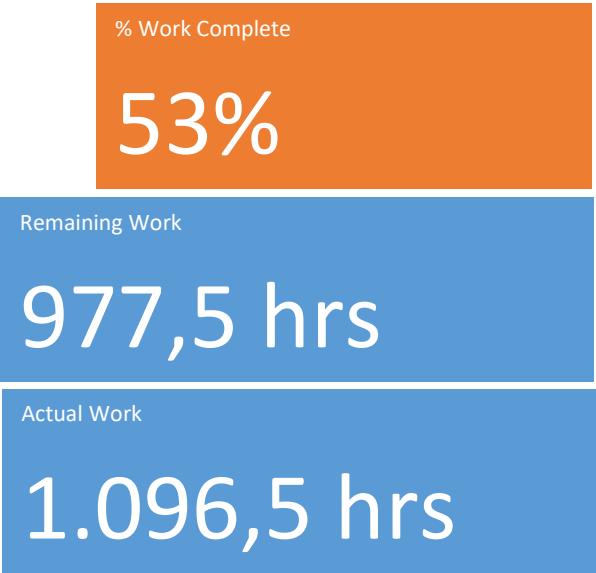 % Work Complete
53%
Remaining Work
977,5 hrs
Actual Work
1.096,5 hrs